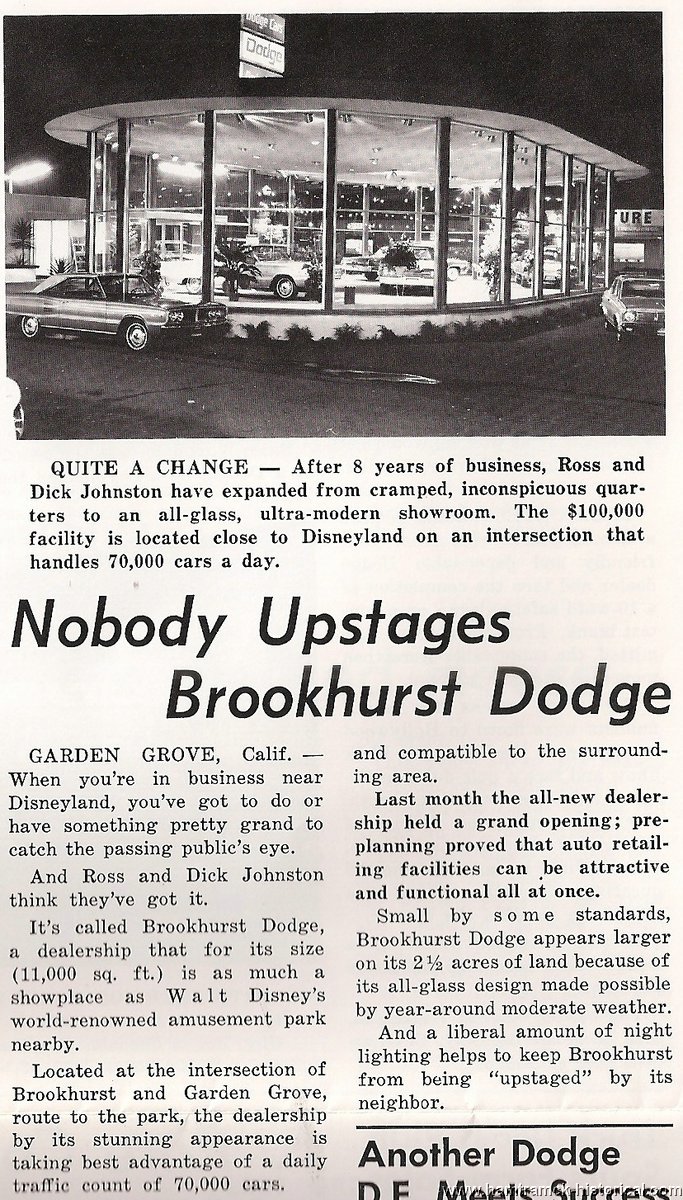 Dodge Cars
Dodge
URE
QUITE A CHANGE — After 8 years of business, Ross and
Dick Johnston have expanded from cramped, inconspicuous quar-
ters to an all-glass, ultra-modern showroom. The $100,000
facility is located close to Disneyland on an intersection that
handles 70,000 cars a day.
Nobody Upstages
Brookhurst Dodge
GARDEN GROVE, Calif. —
When you're in business near
Disneyland, you've got to do or
have something pretty grand to
catch the passing public's eye.
And Ross and Dick Johnston
think they've got it.
It's called Brookhurst Dodge,
a dealership that for its size
(11,000 sq. ft.) is as much a
showplace as Walt Disney's
world-renowned amusement park
nearby.
Located at the intersection of
Brookhurst and Garden Grove,
route to the park, the dealership
by its stunning appearance is
taking best advantage of a daily
traffic count of 70,000 cars.
and compatible to the surround-
ing area.
Last month the all-new dealer-
ship held a grand opening; pre-
planning proved that auto retail-
ing facilities can be attractive
and functional all at once.
Small by some standards,
Brookhurst Dodge appears larger
on its 2½ acres of land because of
its all-glass design made possible
by year-around moderate weather.
And a liberal amount of night
lighting helps to keep Brookhurst
from being "upstaged" by its
neighbor.
Another Dodge
www.hamtramck-historical.com